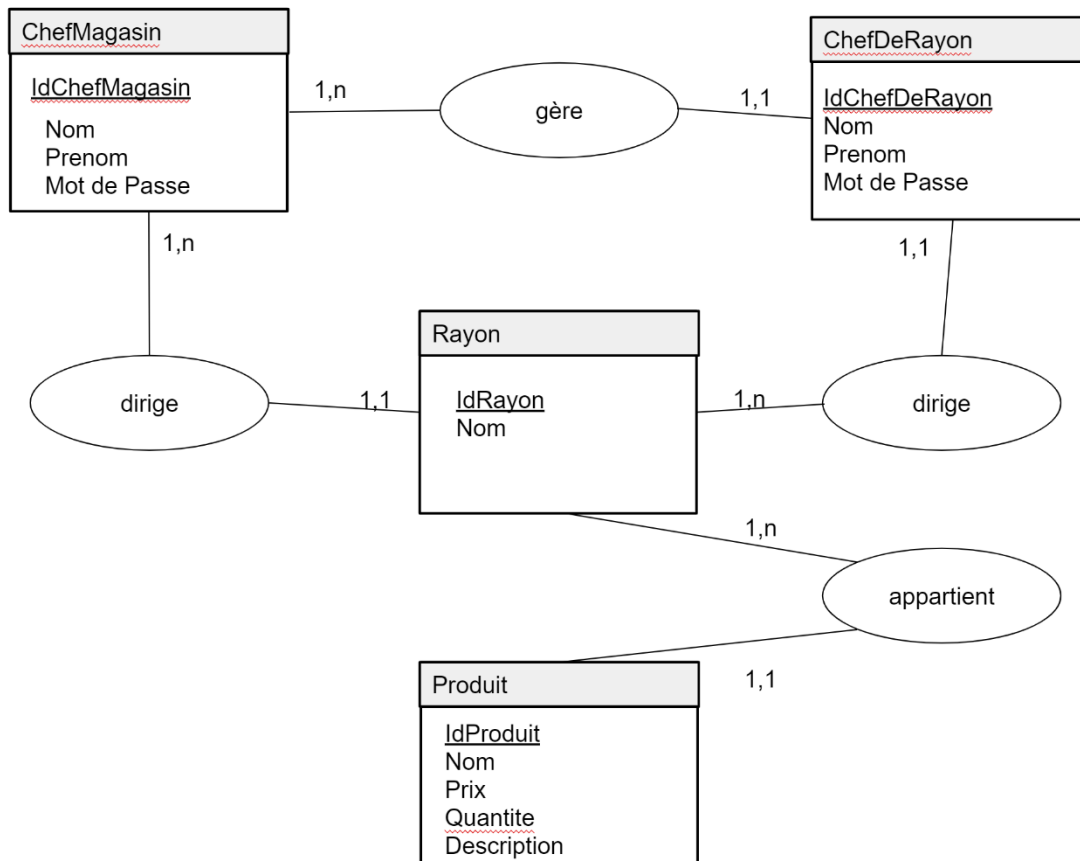 ChefMagasin
IdChefMagasin
Nom
Prenom
Mot de Passe
1,n
gère
1,1
ChefDeRayon
IdChefDeRayon
Nom
Prenom
Mot de Passe
1,n
1,1
dirige
1,1
Rayon
IdRayon
Nom
1,n
dirige
1,n
appartient
1,1
Produit
IdProduit
Nom
Prix
Quantite
Description